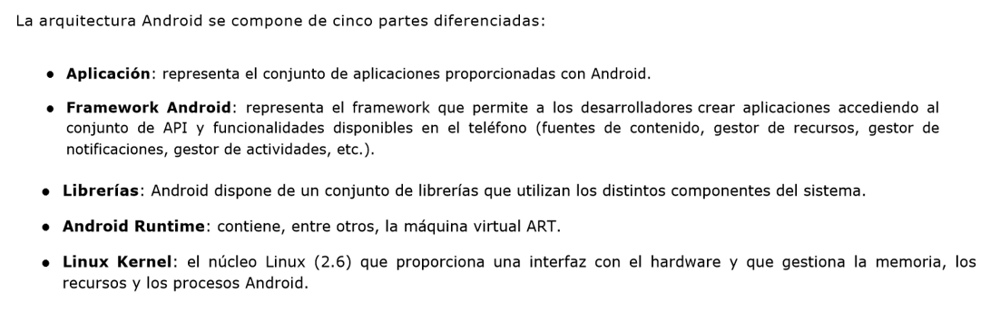 La arquitectura Android se compone de cinco partes diferenciadas:
● Aplicación: representa el conjunto de aplicaciones proporcionadas con Android.
● Framework Android: representa el framework que permite a los desarrolladores crear aplicaciones accediendo al
conjunto de API y funcionalidades disponibles en el teléfono (fuentes de contenido, gestor de recursos, gestor de
notificaciones, gestor de actividades, etc.).
● Librerías: Android dispone de un conjunto de librerías que utilizan los distintos componentes del sistema.
● Android Runtime: contiene, entre otros, la máquina virtual ART.
● Linux Kernel: el núcleo Linux (2.6) que proporciona una interfaz con el hardware y que gestiona la memoria, los
recursos y los procesos Android.